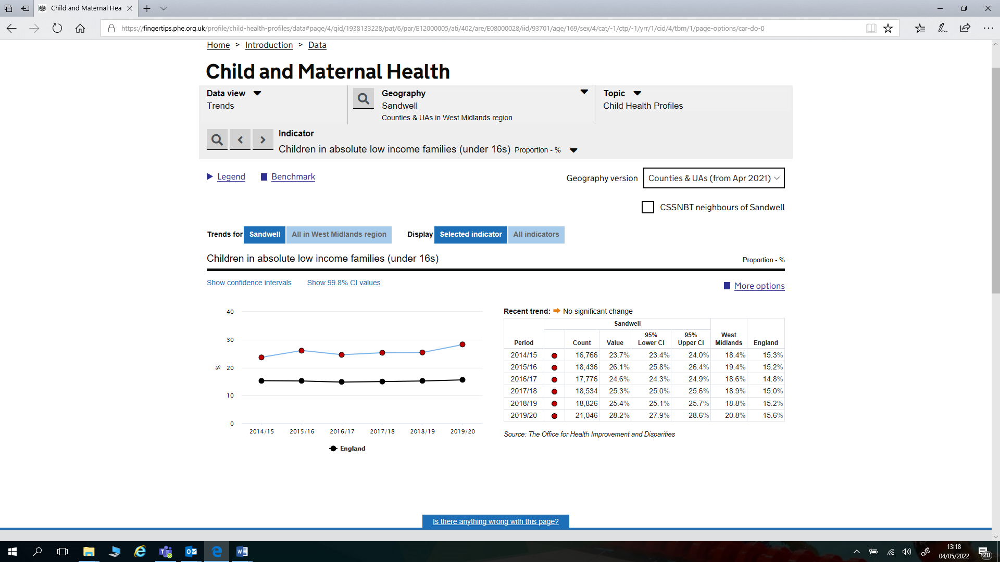 Child and Maternal Hea
https://fingertips.phe.org.uk/profile/child-health-profiles/data#page/4/gid/1938133228/pat/6/par/E12000005/ati/402/are/E08000028/iid/93701/age/169/sex/4/cat/-1/ctp/-1/yrr/1/cid/4/tbm/1/page-options/car-do-0
Home > Introduction > Data
Child and Maternal Health
Data view
Trends
Geography
Sandwell
Counties & UAs in West Midlands region
Topic
Child Health Profiles
Indicator
Children in absolute low income families (under 16s) Proportion - %
Legend Benchmark
Geography version Counties & UAs (from Apr 2021)
CSSNBT neighbours of Sandwell
Trends for Sandwell All in West Midlands region Display Selected indicator All indicators
Children in absolute low income families (under 16s) Proportion - %
Show confidence intervals Show 99.8% CI values
More options
40
30
20
10
0
%
2014/15 2015/16 2016/17 2017/18 2018/19 2019/20
England
Recent trend: No significant change
Sandwell
Period Count Value 95% Lower CI 95% Upper CI West Midlands England
2014/15 16,766 23.7% 23.4% 24.0% 18.4% 15.3%
2015/16 18,436 26.1% 25.8% 26.4% 19.4% 15.2%
2016/17 17,776 24.6% 24.3% 24.9% 18.6% 14.8%
2017/18 18,534 25.3% 25.0% 25.6% 18.9% 15.0%
2018/19 18,826 25.4% 25.1% 25.7% 18.8% 15.2%
2019/20 21,046 28.2% 27.9% 28.6% 20.8% 15.6%
Source: The Office for Health Improvement and Disparities
Is there anything wrong with this page?
13:18
04/05/2022
20